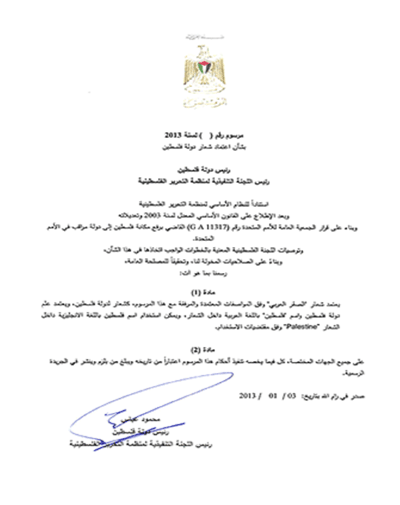 مرسوم رقم ( ) لسنة 2013
بشأن اعتماد شعار دولة فلسطين
رئيس دولة فلسطين
رئيس اللجنة التنفيذية لمنظمة التحرير الفلسطينية
استناداً للنظام الأساسي لمنظمة التحرير الفلسطينية
وبعد الإطلاع على القانون الأساسي المعدل لسنة 2003 وتعديلاته
وبناء على قرار الجمعية العامة للأمم المتحدة رقم (G A 11317) القاضي برفع مكانة فلسطين إلى دولة مراقب في الأمم
المتحدة.
وتوصيات اللجنة الفلسطينية المعنية بالخطوات الواجب اتخاذها في هذا الشأن،
وبناءً على الصلاحيات المخولة لنا، وتحقيقاً للمصلحة العامة،
رسمنا بما هو آت:
مادة (1)
يعتمد شعار "الصقر العربي" وفق المواصفات المعتمدة والمرفقة مع هذا المرسوم، كشعار لدولة فلسطين، ويعتمد علم
دولة فلسطين واسم "فلسطين" باللغة العربية داخل الشعار، ويمكن استخدام اسم فلسطين باللغة الانجليزية داخل
الشعار "Palestine" وفق مقتضيات الاستخدام.
مادة (2)
على جميع الجهات المختصة، كل فيما يخصه تنفيذ أحكام هذا المرسوم اعتباراً من تاريخه ويبلغ من يلزم وينشر في الجريدة
الرسمية.
صدر في رام الله بتاريخ: 03/ 01 / 2013
محمود عباس
رئيس دولة فلسطين
رئيس اللجنة التنفيذية لمنظمة التحرير الفلسطينية